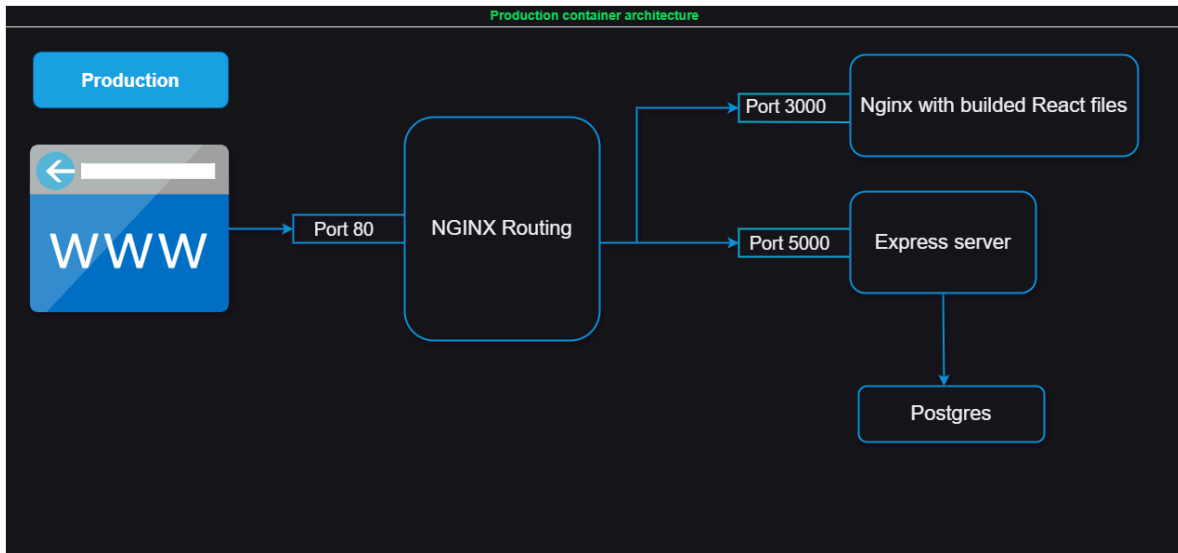 Production container architecture
Production
WWW
Port 80
NGINX Routing
Port 3000
Nginx with builded React files
Port 5000
Express server
Postgres